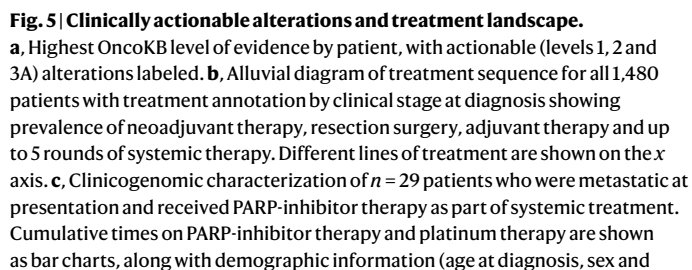 Fig. 5 | Clinically actionable alterations and treatment landscape.
a, Highest OncoKB level of evidence by patient, with actionable (levels 1, 2 and
3A) alterations labeled. b, Alluvial diagram of treatment sequence for all 1,480
patients with treatment annotation by clinical stage at diagnosis showing
prevalence of neoadjuvant therapy, resection surgery, adjuvant therapy and up
to 5 rounds of systemic therapy. Different lines of treatment are shown on the x
axis. c, Clinicogenomic characterization of n = 29 patients who were metastatic at
presentation and received PARP-inhibitor therapy as part of systemic treatment.
Cumulative times on PARP-inhibitor therapy and platinum therapy are shown
as bar charts, along with demographic information (age at diagnosis, sex and